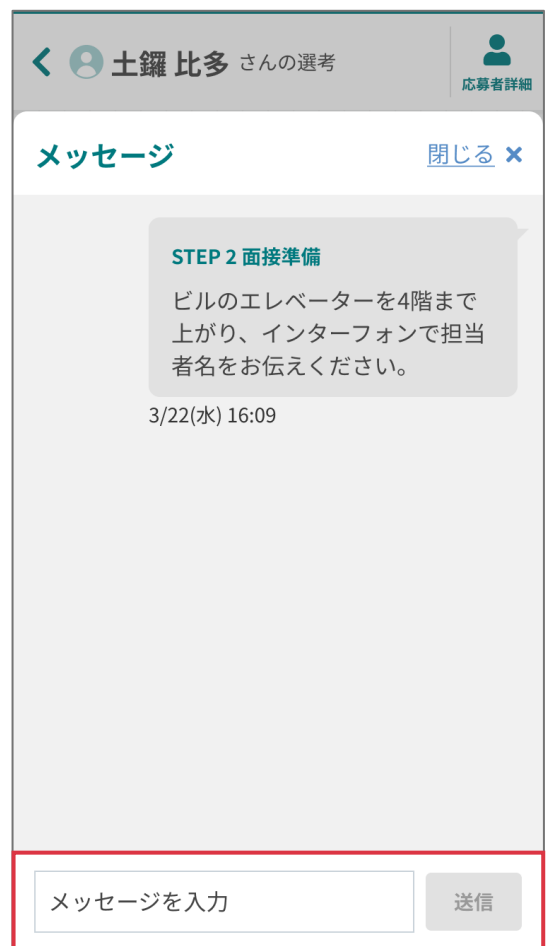 土鑼 比多 さんの選考
応募者詳細
メッセージ
閉じる ×
STEP 2 面接準備
ビルのエレベーターを4階まで
上がり、インターフォンで担当
者名をお伝えください。
3/22(水) 16:09
メッセージを入力
送信